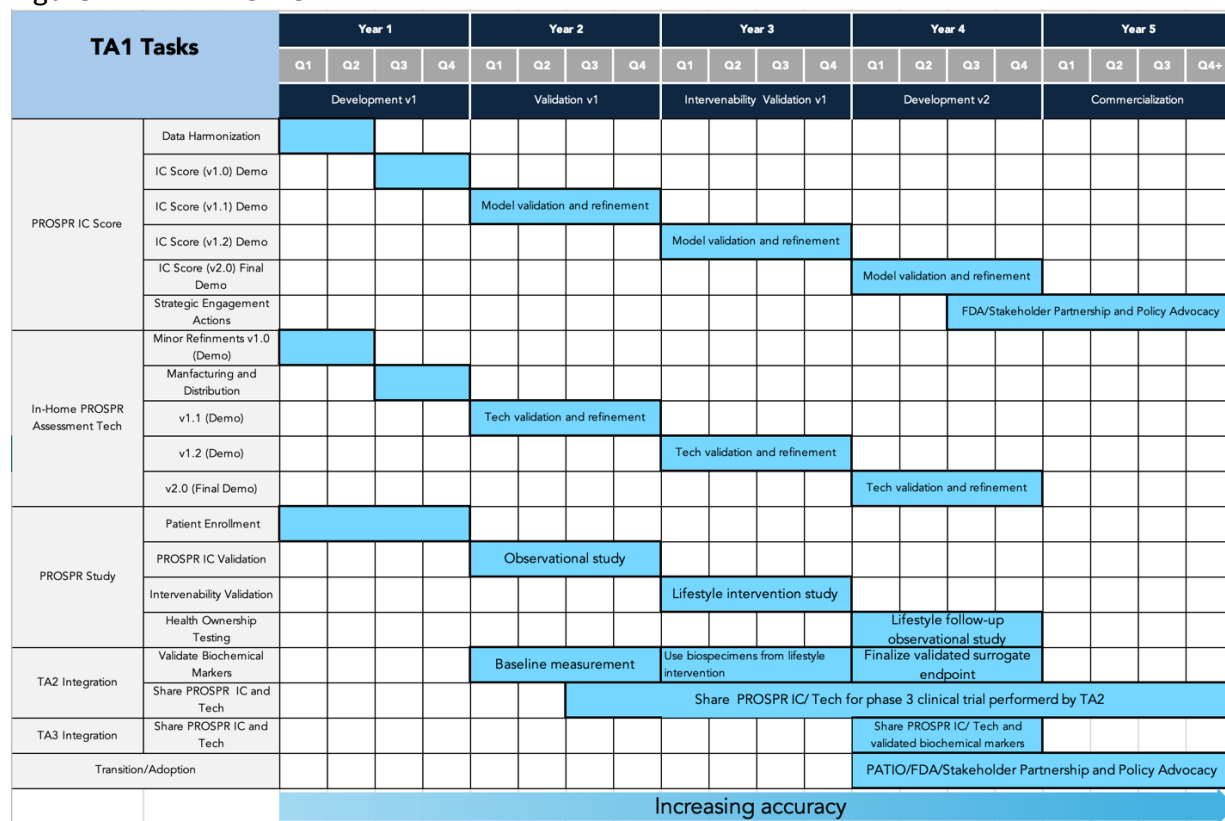 TA1 Tasks
Year 1
Year 2
Year 3
Year 4
Year 5
Q1 Q2 Q3 Q4 Q1 Q2 Q3 Q4 Q1 Q2 Q3 Q4 Q1 Q2 Q3 Q4 Q1 Q2 Q3 Q4+
Development v1
Validation v1
Intervenability Validation v1
Development v2
Commercialization
PROSPR IC Score
Data Harmonization
IC Score (v1.0) Demo
IC Score (v1.1) Demo
Model validation and refinement
IC Score (v1.2) Demo
Model validation and refinement
IC Score (v2.0) Final
Demo
Model validation and refinement
Strategic Engagement
Actions
FDA/Stakeholder Partnership and Policy Advocacy
In-Home PROSPR
Assessment Tech
Minor Refinments v1.0
(Demo)
Manfacturing and
Distribution
v1.1 (Demo)
Tech validation and refinement
v1.2 (Demo)
Tech validation and refinement
v2.0 (Final Demo)
Tech validation and refinement
PROSPR Study
Patient Enrollment
PROSPR IC Validation
Observational study
Intervenability Validation
Lifestyle intervention study
Health Ownership
Testing
Lifestyle follow-up
observational study
TA2 Integration
Validate Biochemical
Markers
Baseline measurement
Use biospecimens from lifestyle
intervention
Finalize validated surrogate
endpoint
Share PROSPR IC and
Tech
Share PROSPR IC/ Tech for phase 3 clinical trial performerd by TA2
TA3 Integration
Share PROSPR IC and
Tech
Share PROSPR IC/ Tech and
validated biochemical markers
Transition/Adoption
PATIO/FDA/Stakeholder Partnership and Policy Advocacy
Increasing accuracy